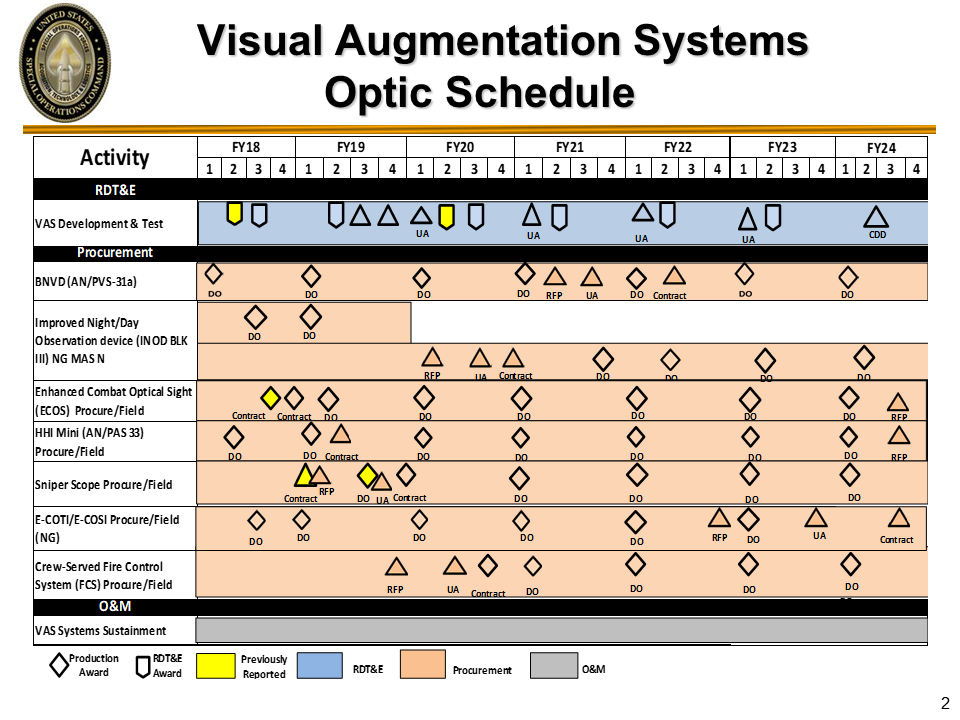 UNITED STATES
SPECIAL OPERATIONS COMMAND
Visual Augmentation Systems
Optic Schedule
Activity
FY18 FY19 FY20 FY21 FY22 FY23 FY24
1 2 3 4 1 2 3 4 1 2 3 4 1 2 3 4 1 2 3 4 1 2 3 4 1 2 3 4
RDT&E
VAS Development & Test
UA UA UA UA CDD
Procurement
BNVD (AN/PVS-31a)
DO DO DO DO RFP UA DO Contract DO DO
Improved Night/Day
Observation device (INOD BLK
III) NG MAS N
DO DO
RFP UA Contract DO DO DO DO
Enhanced Combat Optical Sight
(ECOS) Procure/Field
Contract Contract DO DO DO DO DO DO RFP
HHI Mini (AN/PAS 33)
Procure/Field
DO DO Contract DO DO DO DO DO RFP
Sniper Scope Procure/Field
Contract RFP DO UA Contract DO DO DO DO
E-COTI/E-COSI Procure/Field
(NG)
DO DO DO DO DO RFP DO UA Contract
Crew-Served Fire Control
System (FCS) Procure/Field
RFP UA Contract DO DO DO DO
O&M
VAS Systems Sustainment
Production
Award
RDT&E
Award
Previously
Reported
RDT&E
Procurement
O&M
2